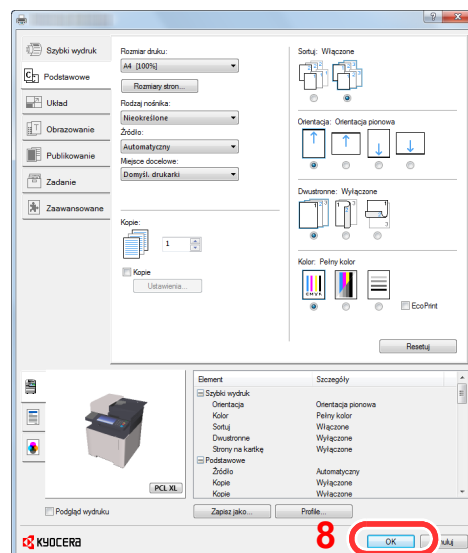 Szybki wydruk
Podstawowe
Układ
Obrazowanie
Publikowanie
Zadanie
Zaawansowane
Rozmiar druku:
A4 [100%]
Rozmiary stron...
Rodzaj nośnika:
Nieokreślone
Źródło:
Automatyczny
Miejsce docelowe:
Domyśl. drukarki
Kopie:
1
Kopie
Ustawienia...
Sortuj: Włączone
Orientacja: Orientacja pionowa
Dwustronne: Wyłączone
Kolor: Pełny kolor
CMYK
EcoPrint
Resetuj
PCL XL
Podgląd wydruku
Element Szczegóły
Szybki wydruk
Orientacja Orientacja pionowa
Kolor Pełny kolor
Sortuj Włączone
Dwustronne Wyłączone
Strony na kartkę Wyłączone
Podstawowe
Źródło Automatyczny
Kopie Wyłączone
Kopie Wyłączone
Zapisz jako... Profile...
KYOCERA
8
OK